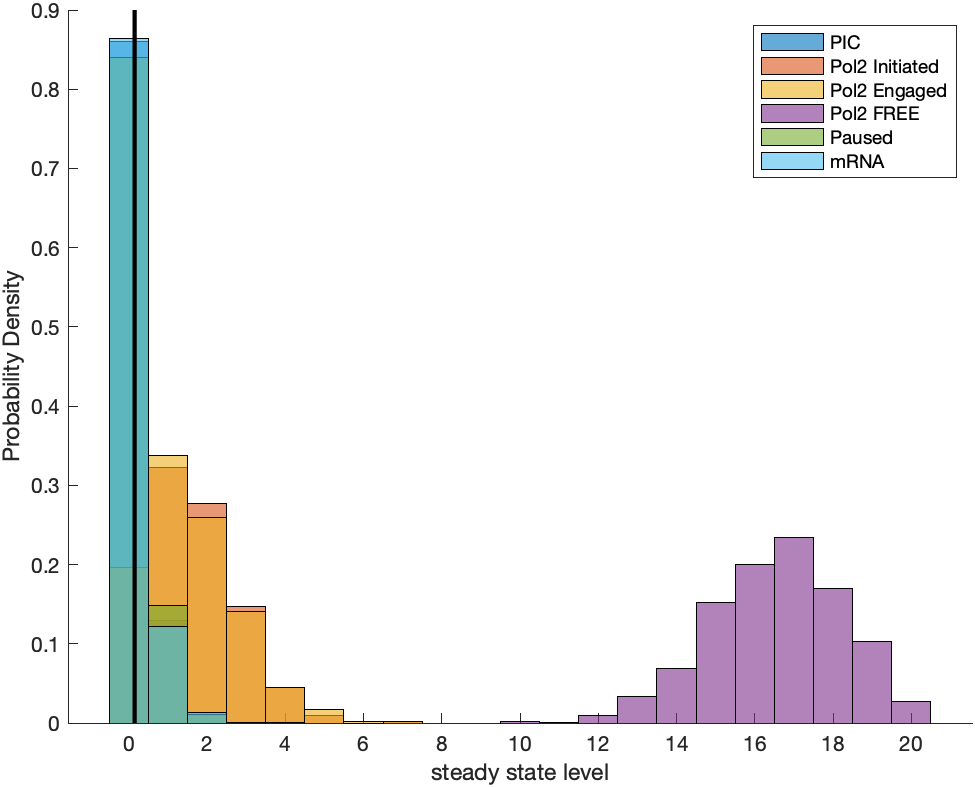 0.9
0.8
0.7
0.6
0.5
0.4
0.3
0.2
0.1
0
Probability Density
0 2 4 6 8 10 12 14 16 18 20
steady state level
PIC
Pol2 Initiated
Pol2 Engaged
Pol2 FREE
Paused
mRNA